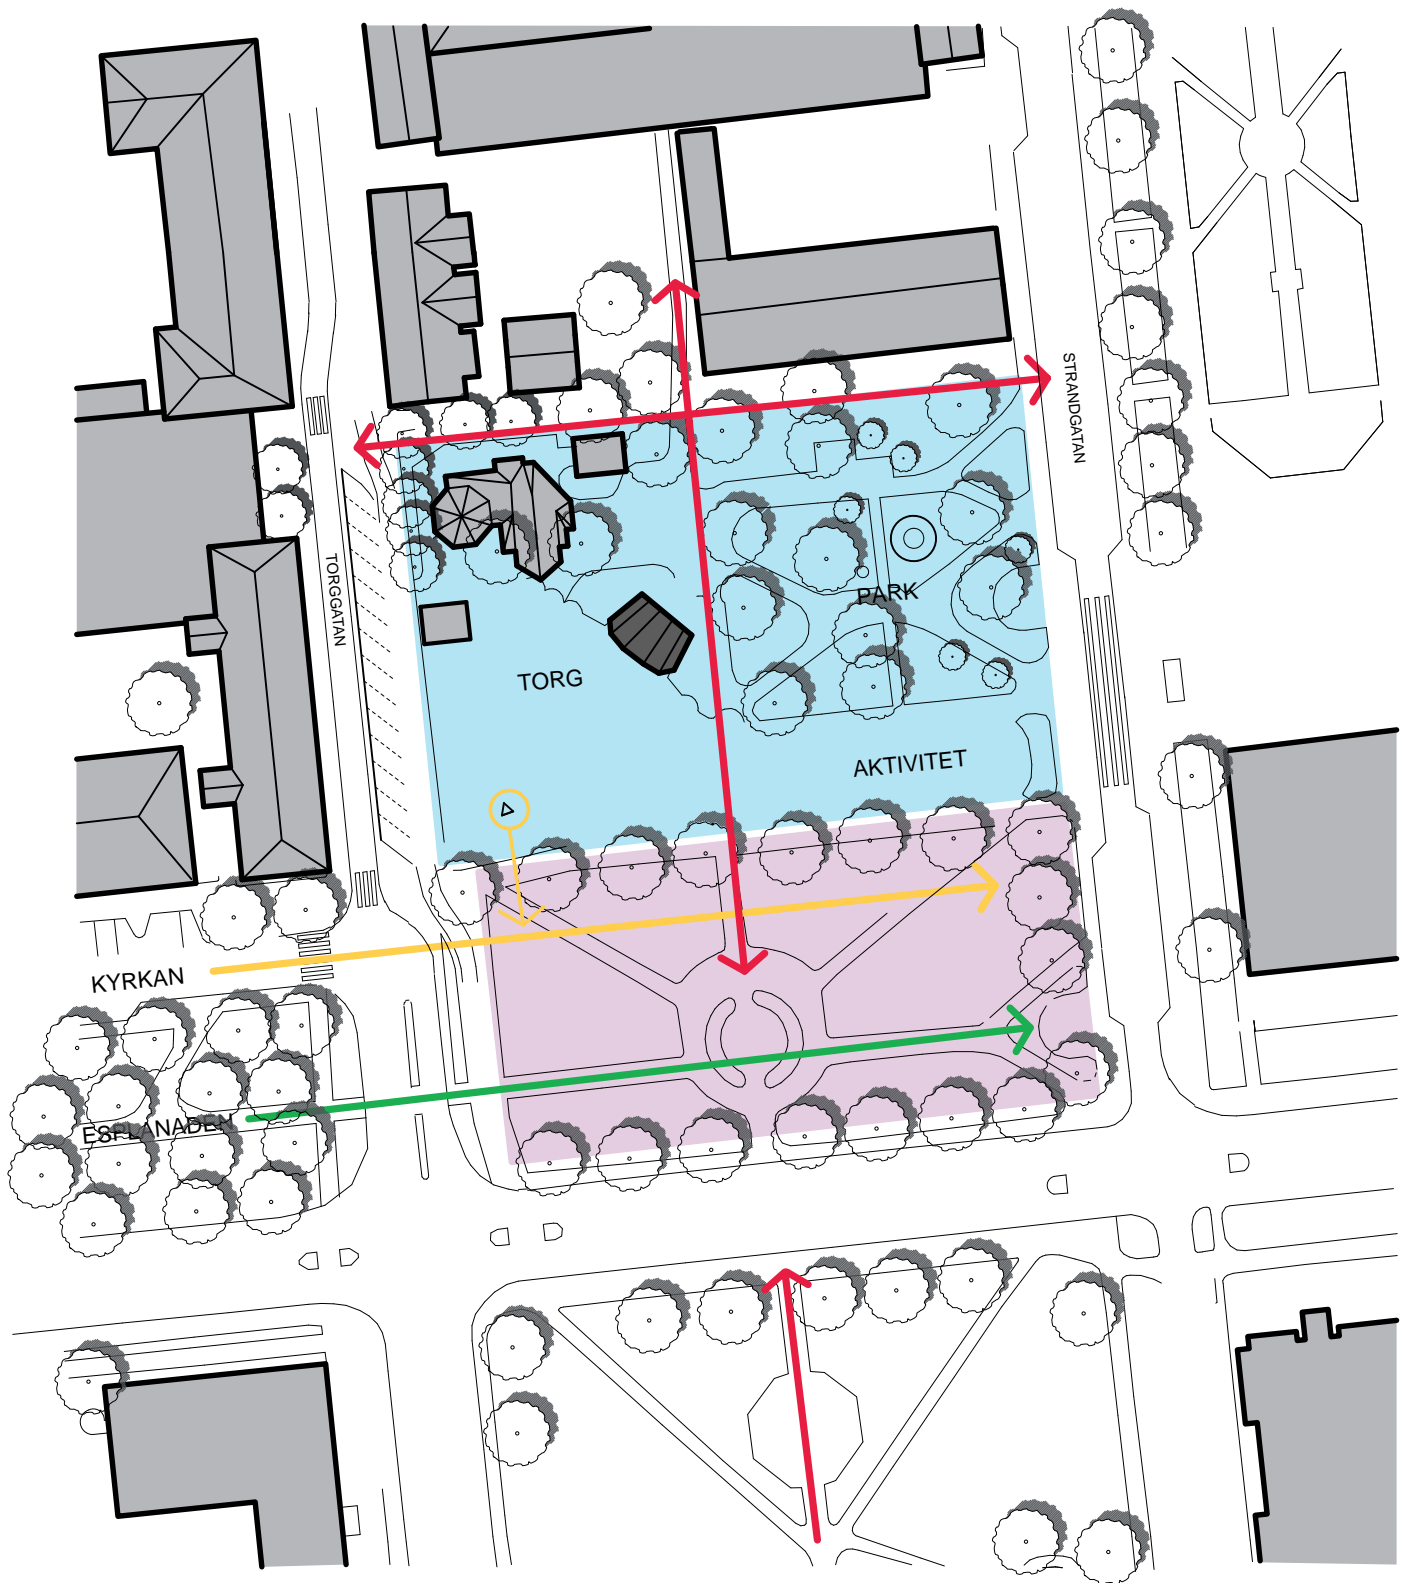 STRANDGATAN
TORGGATAN
PARK
TORG
AKTIVITET
KYRKAN
ESPLANADEN